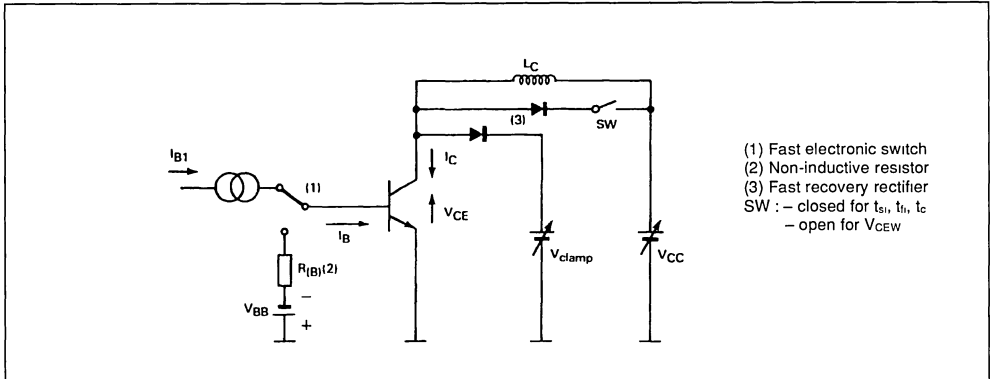 LC
(3)
SW
IB1
(1)
IC
VCE
IB
R(B)(2)
VBB
−
+
Vclamp
VCC
(1) Fast electronic switch
(2) Non-inductive resistor
(3) Fast recovery rectifier
SW : – closed for tsi, tfi, tc
– open for VCEW